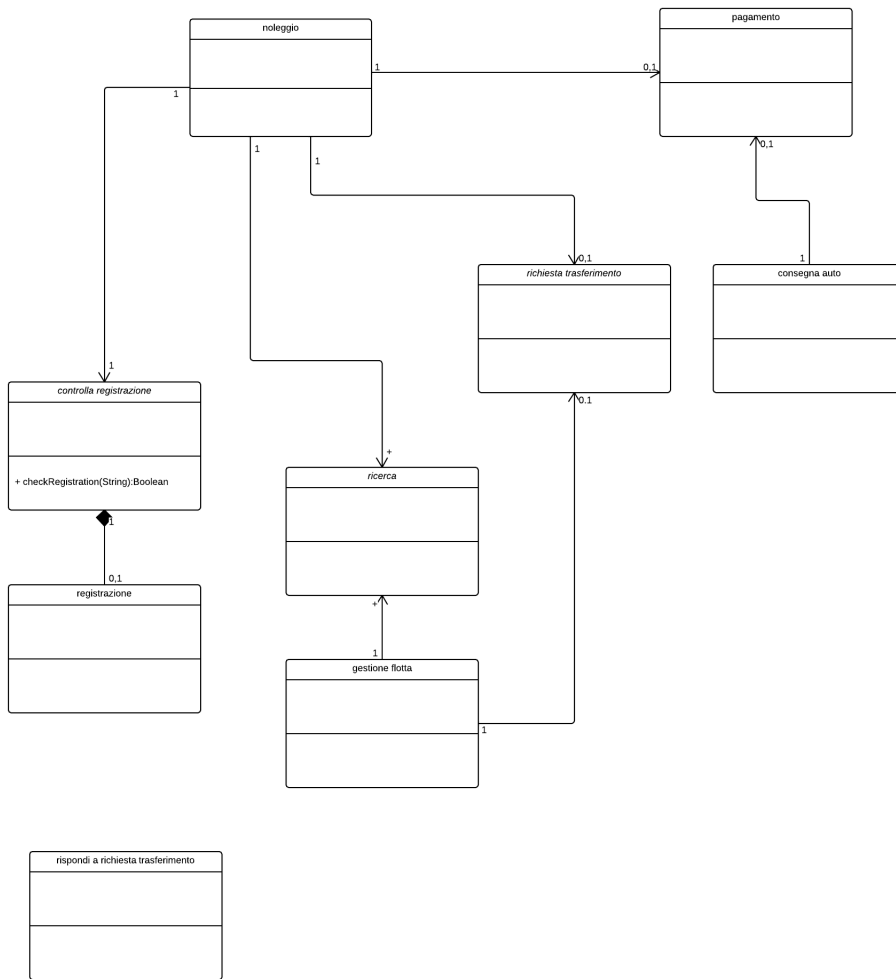 noleggio
pagamento
1
0,1
1
1
1
0,1
0,1
1
richiesta trasferimento
consegna auto
1
controlla registrazione
0.1
+ checkRegistration(String):Boolean
+
ricerca
1
0,1
registrazione
+
1
gestione flotta
1
rispondi a richiesta trasferimento